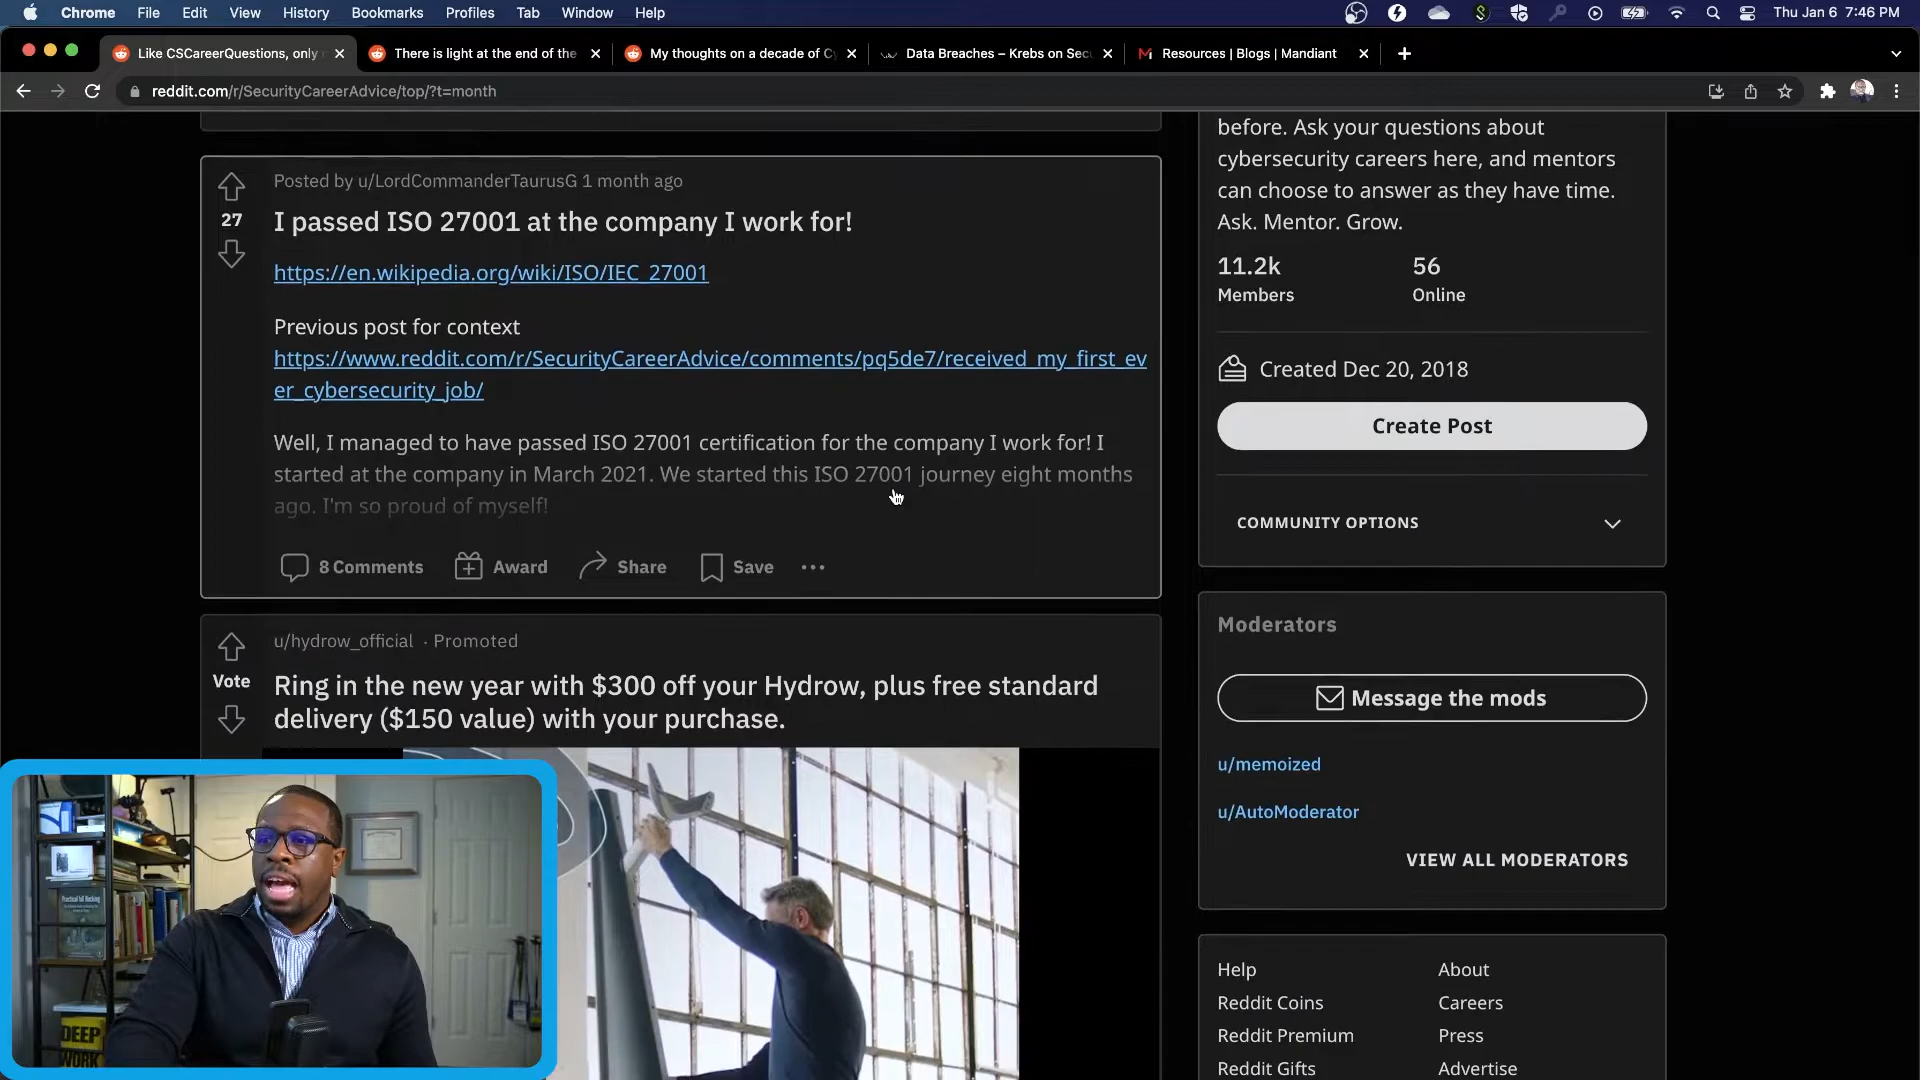 Chrome File Edit View History Bookmarks Profiles Tab Window Help Thu Jan 6 7:46 PM
Like CSCareerQuestions, only There is light at the end of the My thoughts on a decade of Data Breaches – Krebs on Sec Resources | Blogs | Mandiant
reddit.com/r/SecurityCareerAdvice/top/?t=month
Posted by u/LordCommanderTaurusG 1 month ago
27
I passed ISO 27001 at the company I work for!
https://en.wikipedia.org/wiki/ISO/IEC_27001
Previous post for context
https://www.reddit.com/r/SecurityCareerAdvice/comments/pq5de7/received_my_first_ev
er_cybersecurity_job/
Well, I managed to have passed ISO 27001 certification for the company I work for! I
started at the company in March 2021. We started this ISO 27001 journey eight months
ago. I'm so proud of myself!
8 Comments Award Share Save
u/hydrow_official · Promoted
Vote
Ring in the new year with $300 off your Hydrow, plus free standard
delivery ($150 value) with your purchase.
DEEP
WORK
before. Ask your questions about
cybersecurity careers here, and mentors
can choose to answer as they have time.
Ask. Mentor. Grow.
11.2k 56
Members Online
Created Dec 20, 2018
Create Post
COMMUNITY OPTIONS
Moderators
Message the mods
u/memoized
u/AutoModerator
VIEW ALL MODERATORS
Help About
Reddit Coins Careers
Reddit Premium Press
Reddit Gifts Advertise